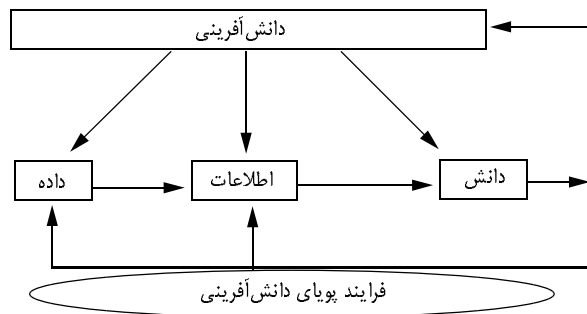 دانش‌آفرینی
داده
اطلاعات
دانش
فرایند پویای دانش‌آفرینی